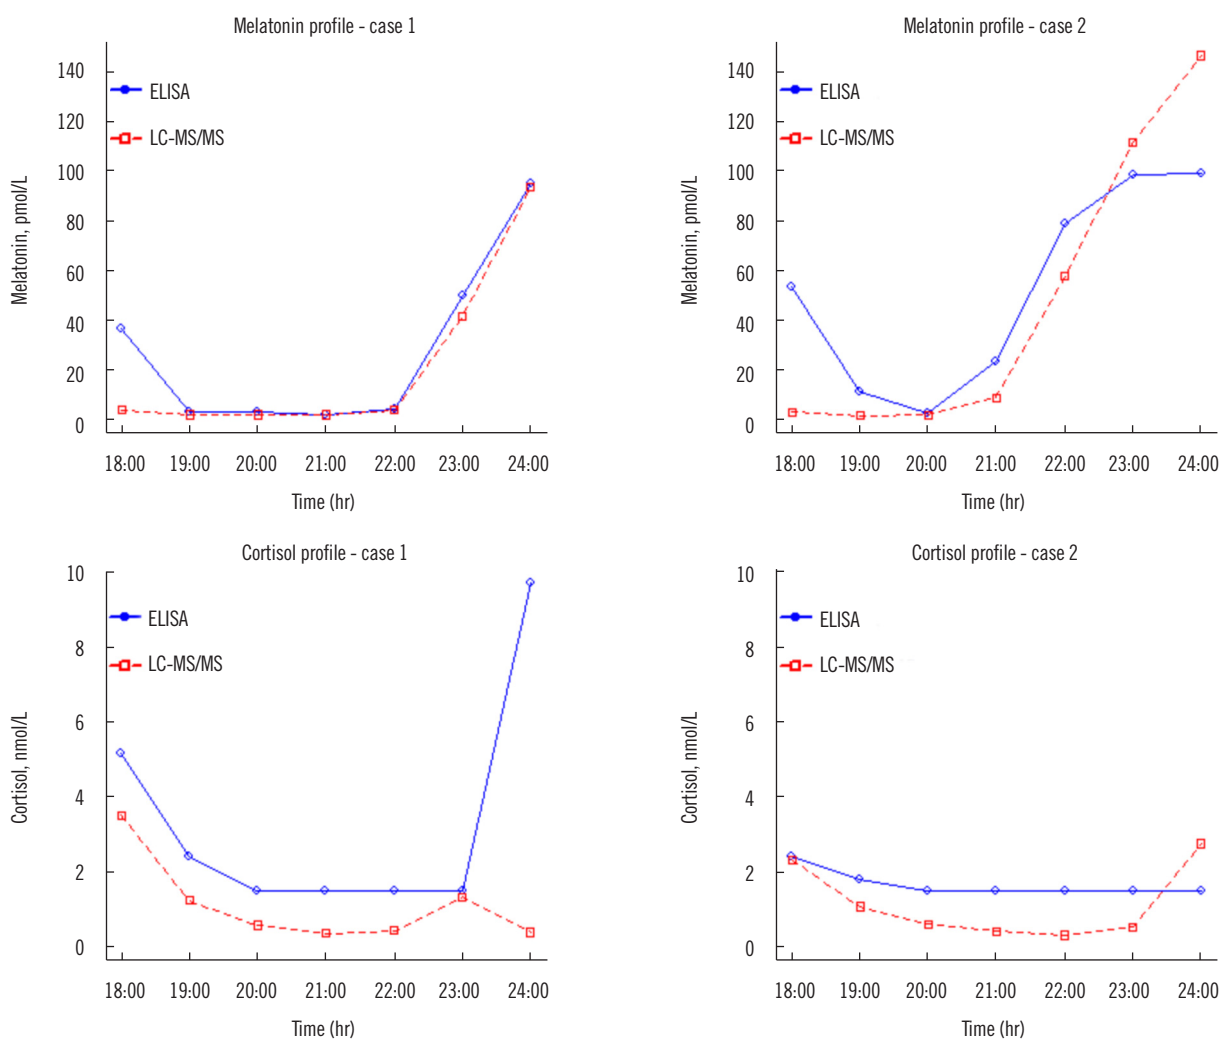 Melatonin profile - case 1
Melatonin, pmol/L
140
120
100
80
60
40
20
0
ELISA
LC-MS/MS
18:00 19:00 20:00 21:00 22:00 23:00 24:00
Time (hr)
Melatonin profile - case 2
Melatonin, pmol/L
140
120
100
80
60
40
20
0
ELISA
LC-MS/MS
18:00 19:00 20:00 21:00 22:00 23:00 24:00
Time (hr)
Cortisol profile - case 1
Cortisol, nmol/L
10
8
6
4
2
0
ELISA
LC-MS/MS
18:00 19:00 20:00 21:00 22:00 23:00 24:00
Time (hr)
Cortisol profile - case 2
Cortisol, nmol/L
10
8
6
4
2
0
ELISA
LC-MS/MS
18:00 19:00 20:00 21:00 22:00 23:00 24:00
Time (hr)